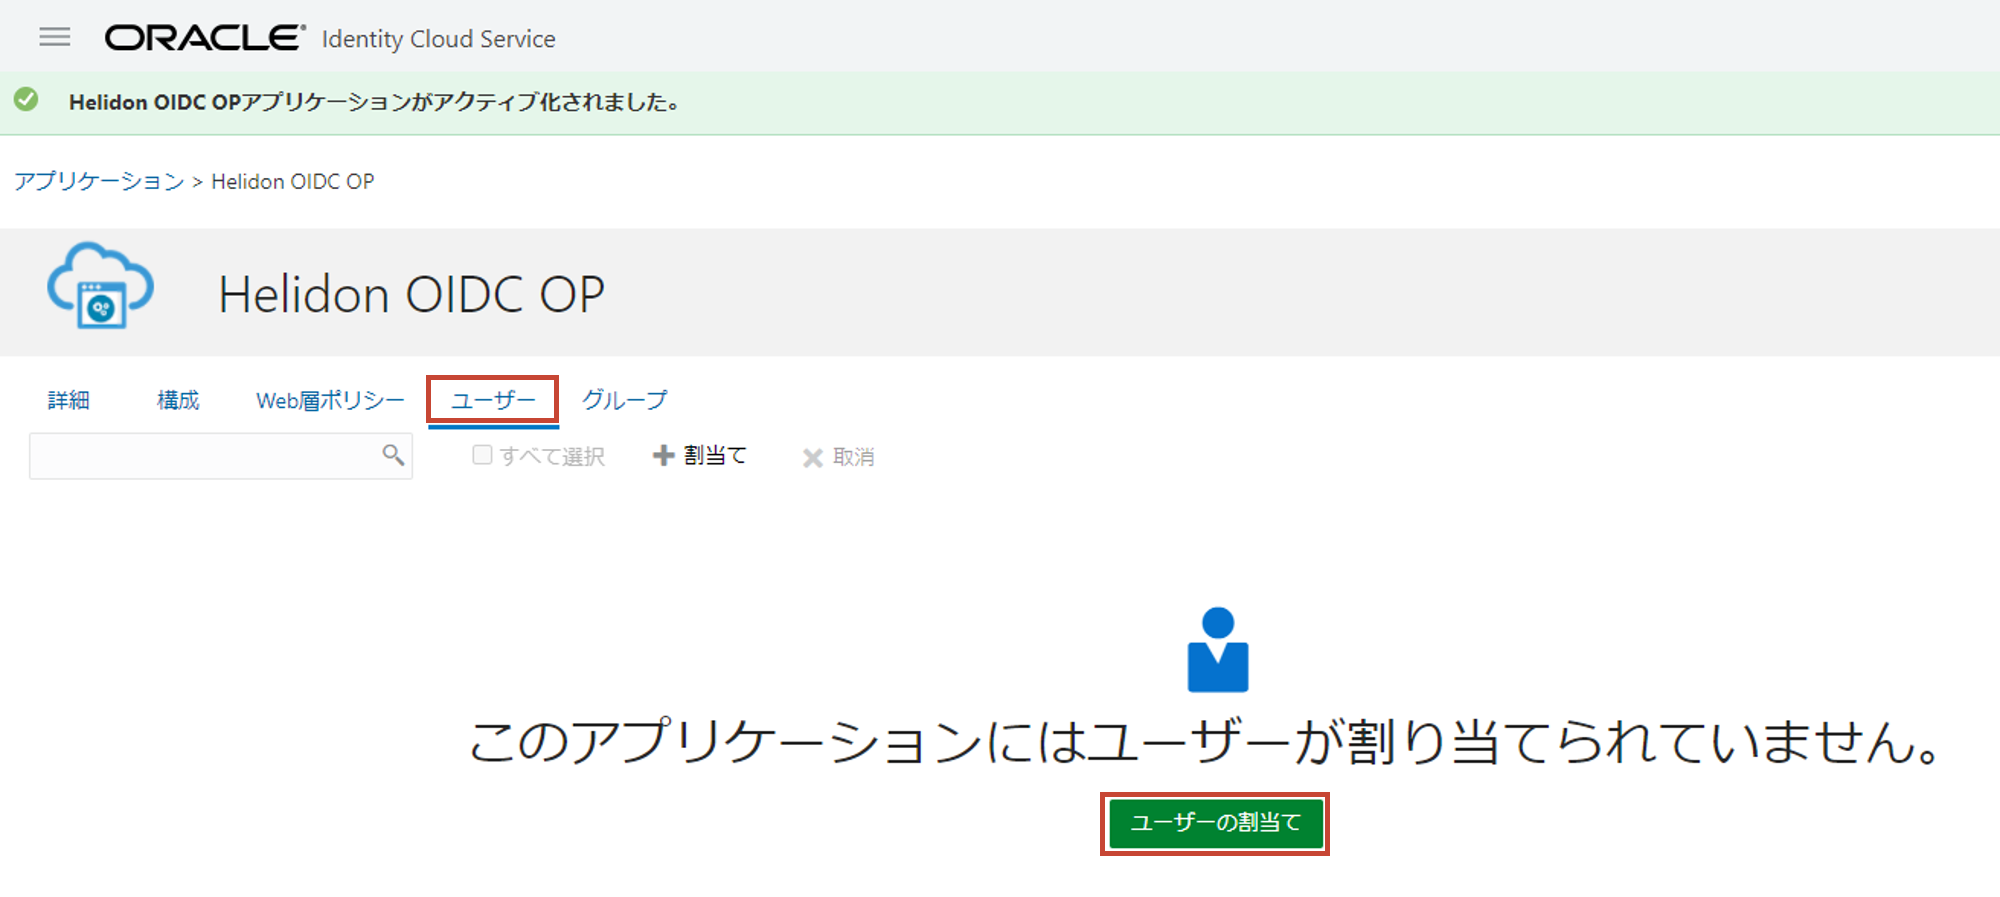 ORACLE Identity Cloud Service
Helidon OIDC OPアプリケーションがアクティブ化されました。
アプリケーション > Helidon OIDC OP
Helidon OIDC OP
詳細 構成 Web層ポリシー ユーザー グループ
すべて選択 割当て 取消
このアプリケーションにはユーザーが割り当てられていません。
ユーザーの割当て